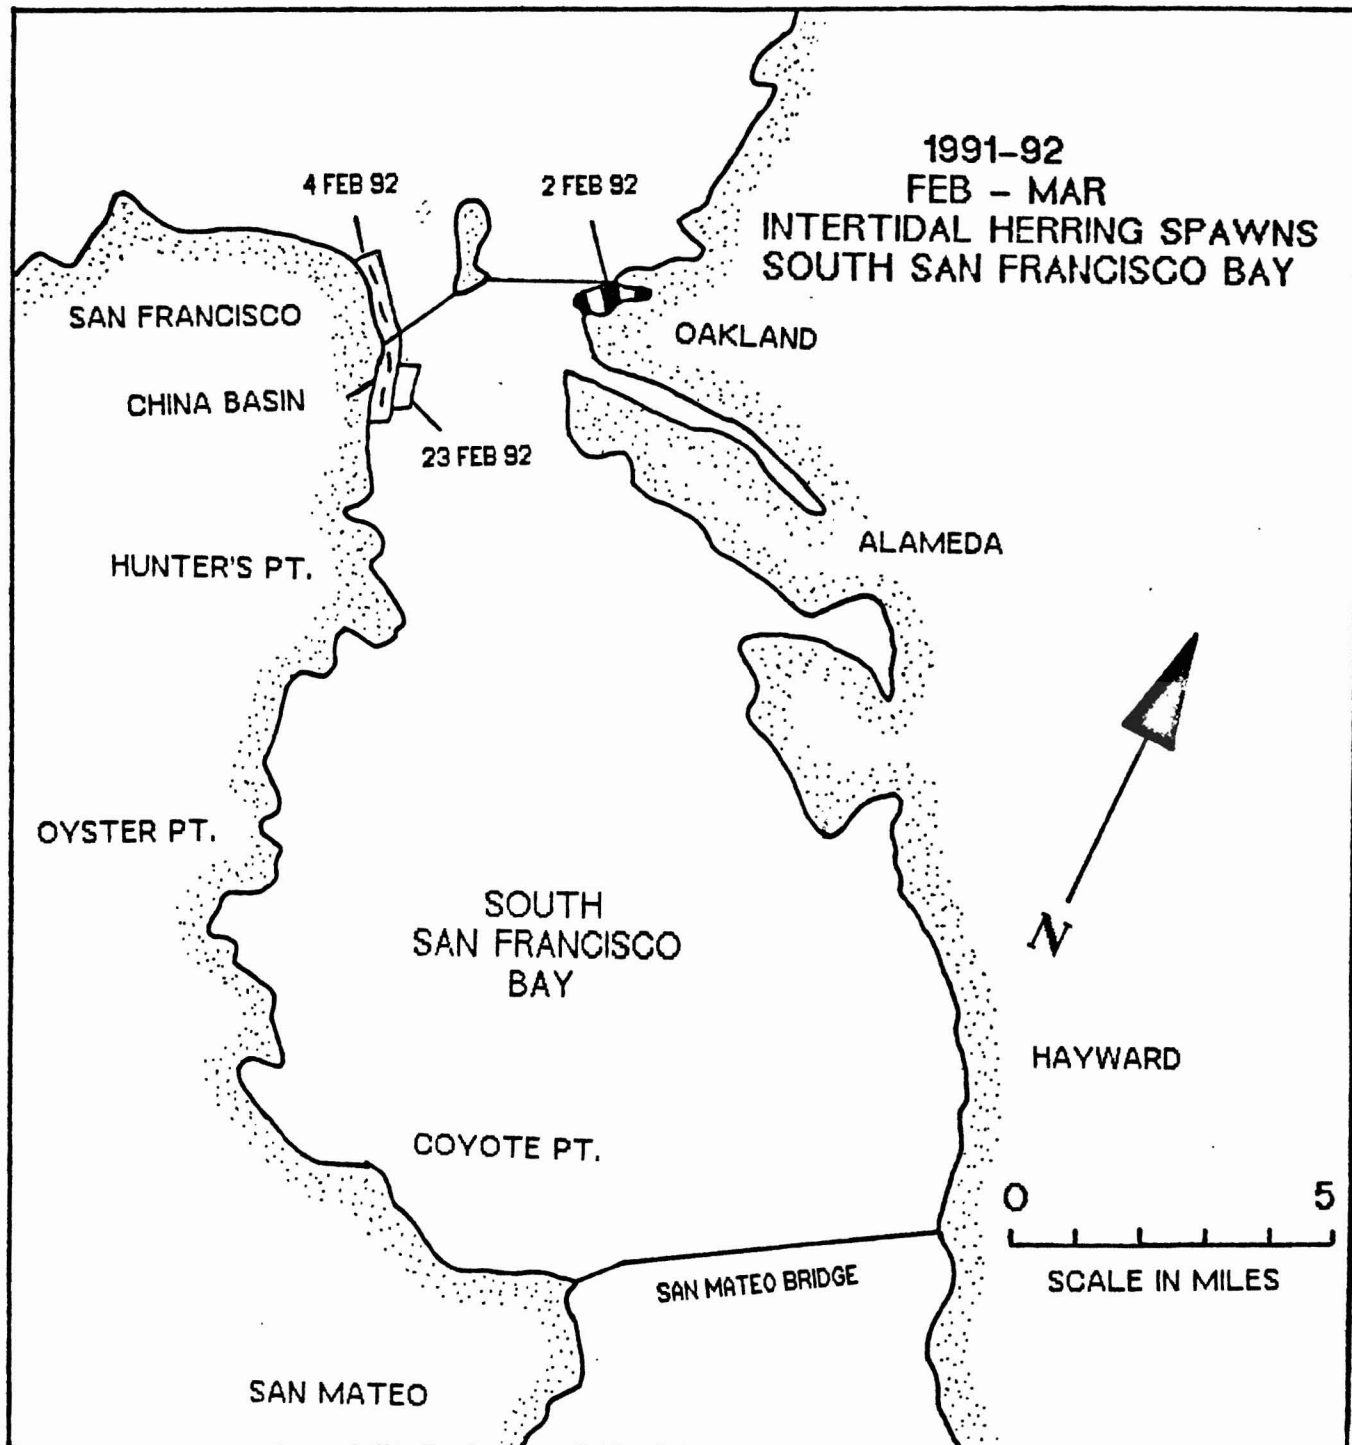 1991-92
FEB - MAR
INTERTIDAL HERRING SPAWNS
SOUTH SAN FRANCISCO BAY
4 FEB 92
2 FEB 92
SAN FRANCISCO
OAKLAND
CHINA BASIN
23 FEB 92
ALAMEDA
HUNTER'S PT.
OYSTER PT.
SOUTH
SAN FRANCISCO
BAY
N
HAYWARD
COYOTE PT.
0 5
SCALE IN MILES
SAN MATEO BRIDGE
SAN MATEO